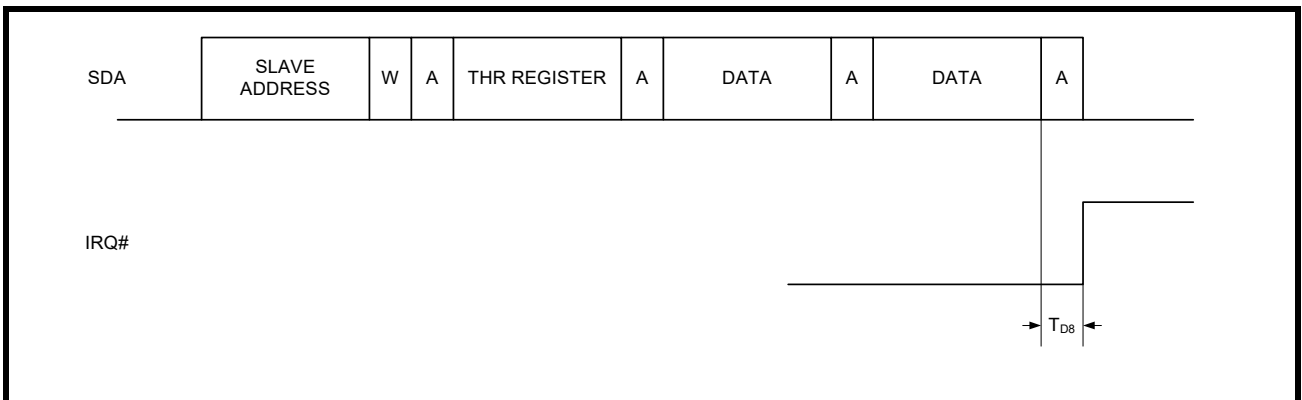 SDA
SLAVE
ADDRESS
W
A
THR REGISTER
A
DATA
A
DATA
A
IRQ#
TD8